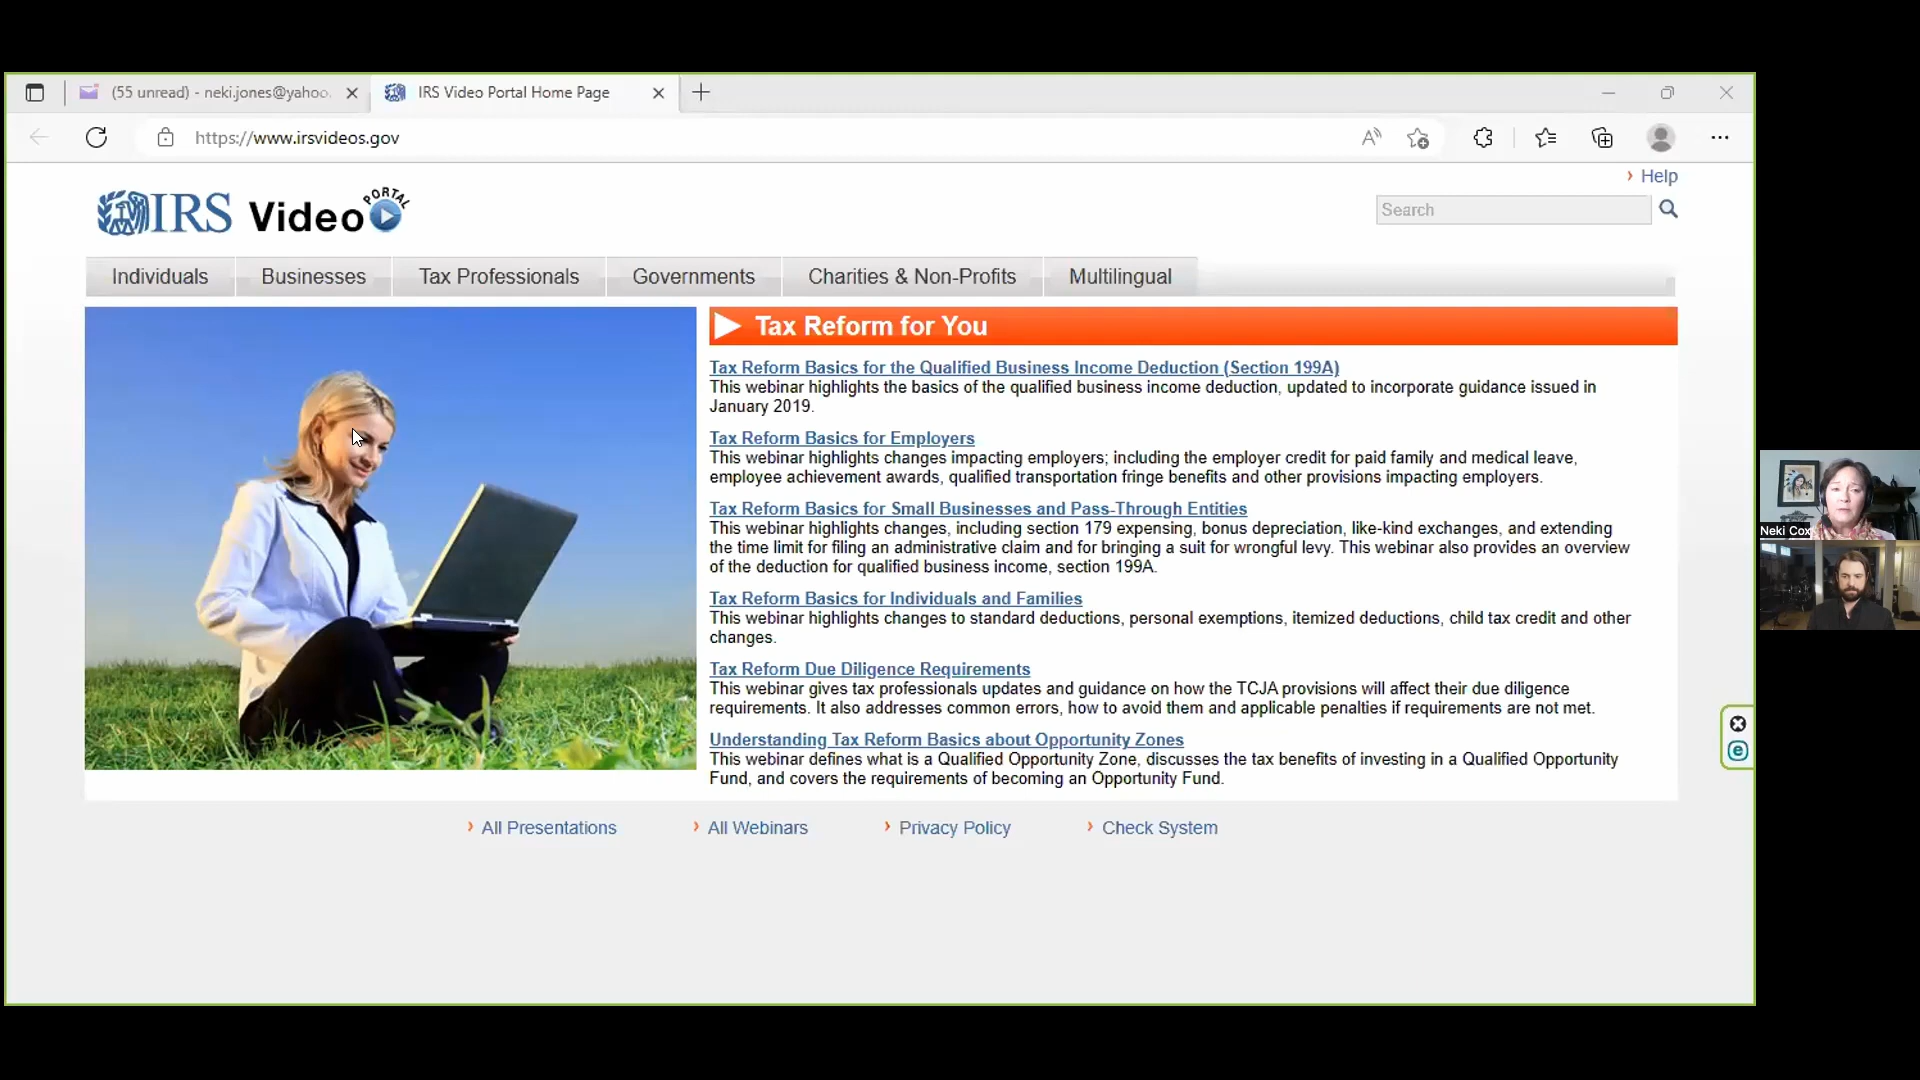 (55 unread) - neki.jones@yahoo.
IRS Video Portal Home Page
https://www.irsvideos.gov
Help
IRS Video PORTAL
Search
Individuals
Businesses
Tax Professionals
Governments
Charities & Non-Profits
Multilingual
Tax Reform for You
Tax Reform Basics for the Qualified Business Income Deduction (Section 199A)
This webinar highlights the basics of the qualified business income deduction, updated to incorporate guidance issued in
January 2019.
Tax Reform Basics for Employers
This webinar highlights changes impacting employers; including the employer credit for paid family and medical leave,
employee achievement awards, qualified transportation fringe benefits and other provisions impacting employers.
Tax Reform Basics for Small Businesses and Pass-Through Entities
This webinar highlights changes, including section 179 expensing, bonus depreciation, like-kind exchanges, and extending
the time limit for filing an administrative claim and for bringing a suit for wrongful levy. This webinar also provides an overview
of the deduction for qualified business income, section 199A.
Tax Reform Basics for Individuals and Families
This webinar highlights changes to standard deductions, personal exemptions, itemized deductions, child tax credit and other
changes.
Tax Reform Due Diligence Requirements
This webinar gives tax professionals updates and guidance on how the TCJA provisions will affect their due diligence
requirements. It also addresses common errors, how to avoid them and applicable penalties if requirements are not met.
Understanding Tax Reform Basics about Opportunity Zones
This webinar defines what is a Qualified Opportunity Zone, discusses the tax benefits of investing in a Qualified Opportunity
Fund, and covers the requirements of becoming an Opportunity Fund.
All Presentations
All Webinars
Privacy Policy
Check System
Neki Cox